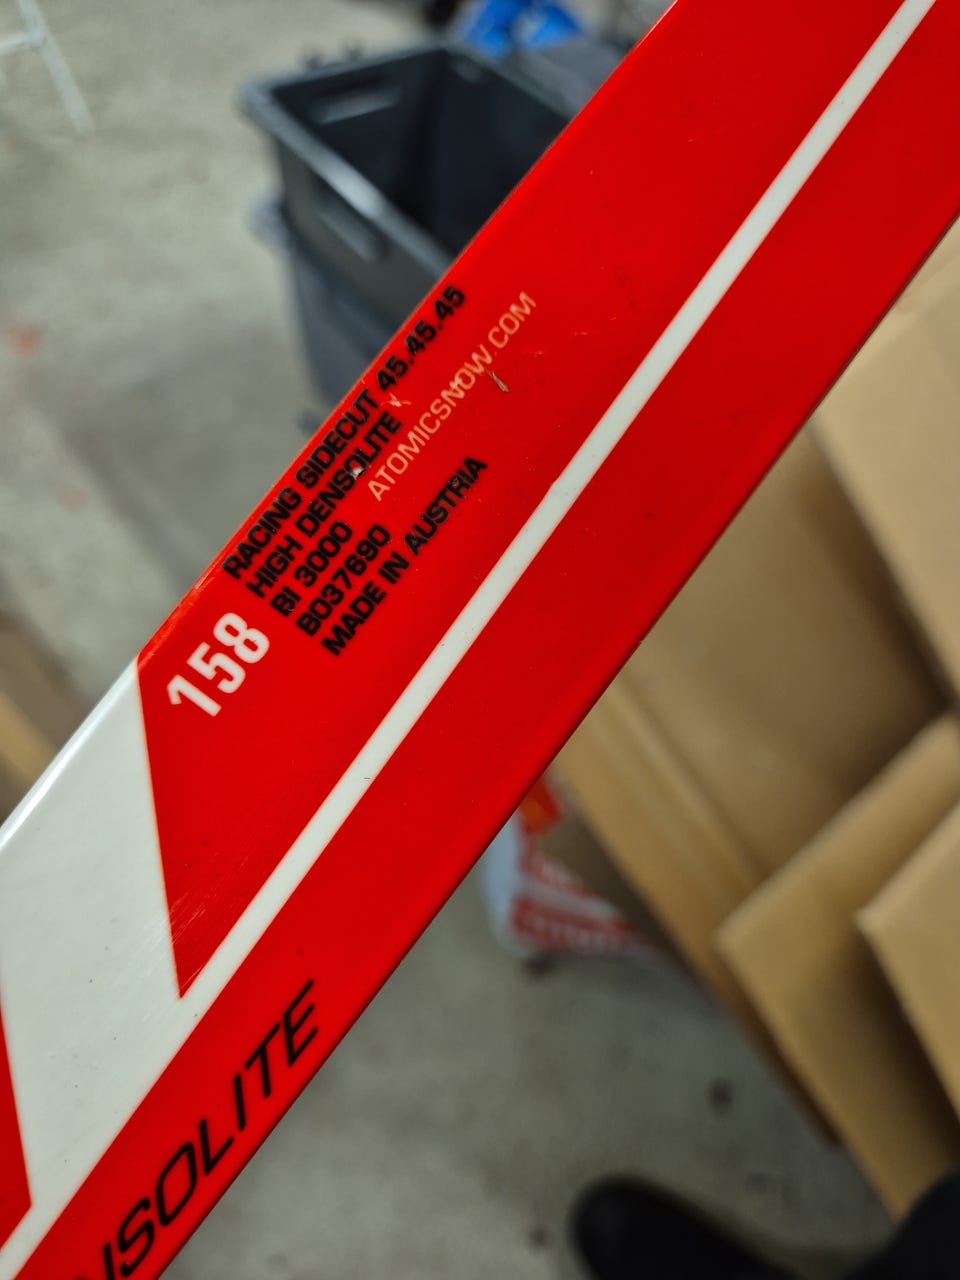 RACING SIDECUT 45.45.45
HIGH DENSOLITE
ATOMICSNOW.COM
BI 3000
B037690
MADE IN AUSTRIA
158
NSOLITE